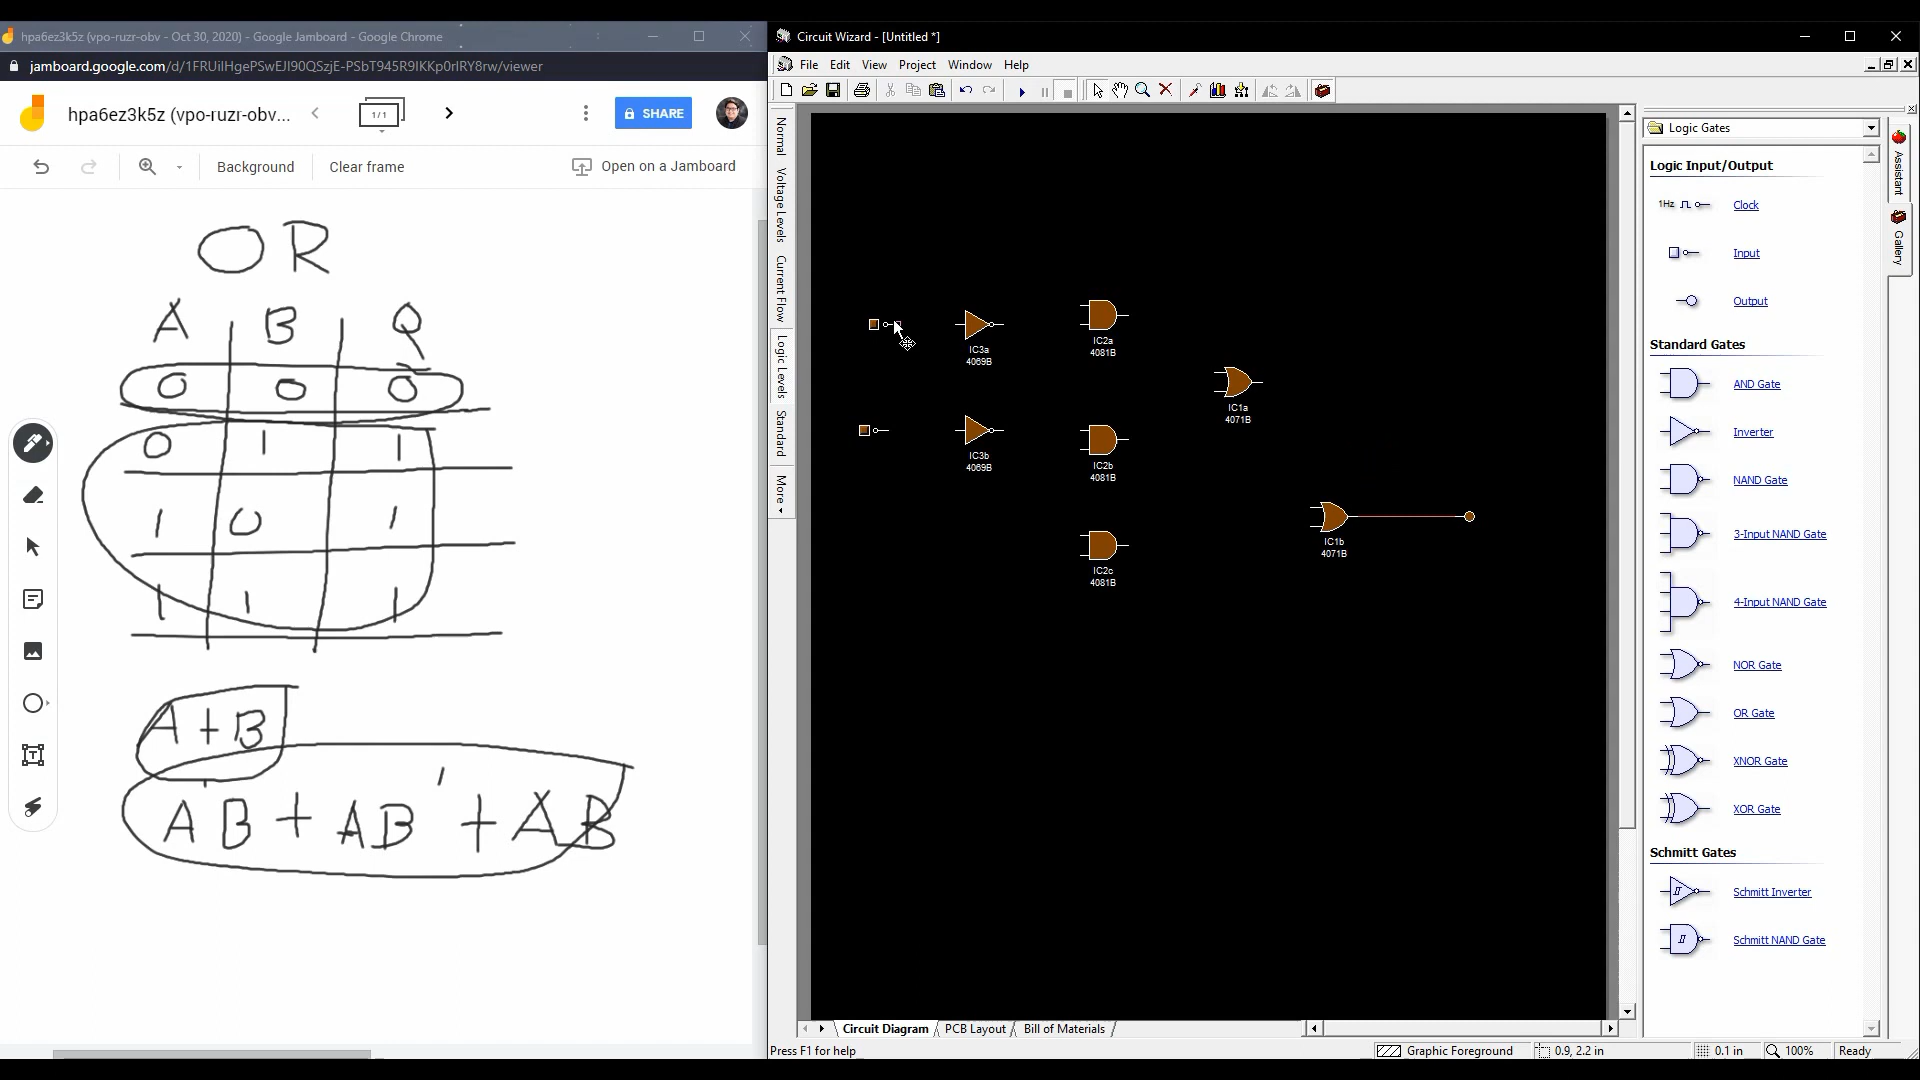 hpa6ez3k5z (vpo-ruzr-obv - Oct 30, 2020) - Google Jamboard - Google Chrome
jamboard.google.com/d/1FRUiIHgePSwEJI90QSzjE-PSbT945R9IKKp0rlRY8rw/viewer
hpa6ez3k5z (vpo-ruzr-obv...
1/1
SHARE
Background
Clear frame
Open on a Jamboard
OR
A B Q
0 0 0
0 1 1
1 0 1
1 1 1
A+B
A'B + AB' + AB
Circuit Wizard - [Untitled *]
File Edit View Project Window Help
Normal
Voltage Levels
Current Flow
Logic Levels
Standard
More
IC3a
4069B
IC2a
4081B
IC1a
4071B
IC3b
4069B
IC2b
4081B
IC1b
4071B
IC2c
4081B
Logic Gates
Logic Input/Output
1Hz Clock
Input
Output
Standard Gates
AND Gate
Inverter
NAND Gate
3-Input NAND Gate
4-Input NAND Gate
NOR Gate
OR Gate
XNOR Gate
XOR Gate
Schmitt Gates
Schmitt Inverter
Schmitt NAND Gate
Assistant
Gallery
Circuit Diagram PCB Layout Bill of Materials
Press F1 for help
Graphic Foreground
0.9, 2.2 in
0.1 in
100%
Ready